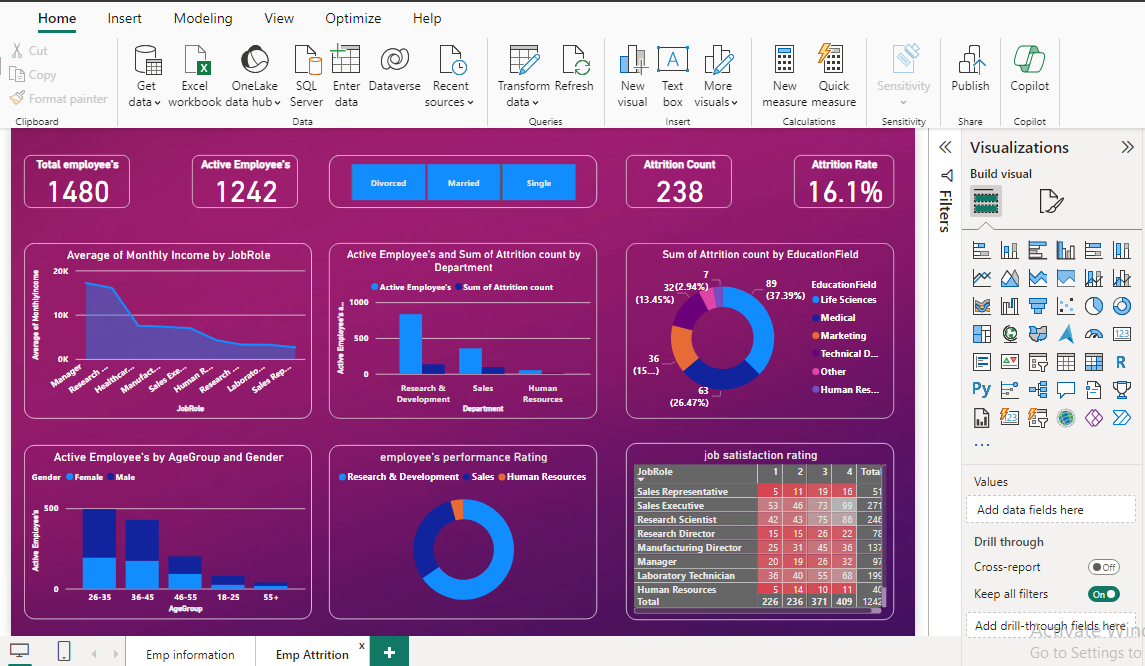 Home Insert Modeling View Optimize Help
Cut
Copy
Format painter
Clipboard
Get data
Excel workbook
OneLake data hub
SQL Server
Enter data
Dataverse
Recent sources
Data
Transform data
Refresh
Queries
New visual
Text box
More visuals
Insert
New measure
Quick measure
Calculations
Sensitivity
Sensitivity
Publish
Share
Copilot
Copilot
Total employee's
1480
Active Employee's
1242
Divorced Married Single
Attrition Count
238
Attrition Rate
16.1%
Average of Monthly Income by JobRole
Average of MonthlyIncome
20K
10K
0K
Manager
Research ...
Healthcar...
Manufact...
Sales Exe...
Human R...
Research ...
Laborato...
Sales Rep...
JobRole
Active Employee's and Sum of Attrition count by
Department
Active Employee's Sum of Attrition count
Active Employee's a...
1000
500
0
Research &
Development
Sales
Human
Resources
Department
Sum of Attrition count by EducationField
7
(2.94%)
32
(13.45%)
89
(37.39%)
36
(15....)
63
(26.47%)
EducationField
Life Sciences
Medical
Marketing
Technical D...
Other
Human Res...
Active Employee's by AgeGroup and Gender
Gender Female Male
Active Employee's
500
0
26-35 36-45 46-55 18-25 55+
AgeGroup
employee's performance Rating
Research & Development Sales Human Resources
job satisfaction rating
JobRole 1 2 3 4 Total
Sales Representative 5 11 19 16 51
Sales Executive 53 46 73 99 271
Research Scientist 42 43 75 86 246
Research Director 15 15 26 22 78
Manufacturing Director 25 31 45 36 137
Manager 20 19 26 32 97
Laboratory Technician 36 40 55 68 199
Human Resources 5 14 10 11 40
Total 226 236 371 409 1242
Filters
Visualizations
Build visual
123
R
Py
123
...
Values
Add data fields here
Drill through
Cross-report Off
Keep all filters On
Add drill-through fields here
Activate Wind
Go to Settings to
Emp information
Emp Attrition x
+